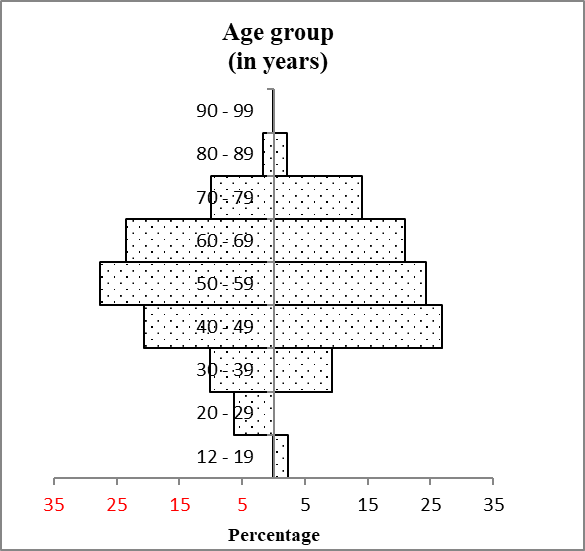 Age group
(in years)
90 - 99
80 - 89
70 - 79
60 - 69
50 - 59
40 - 49
30 - 39
20 - 29
12 - 19
35 25 15 5 5 15 25 35
Percentage